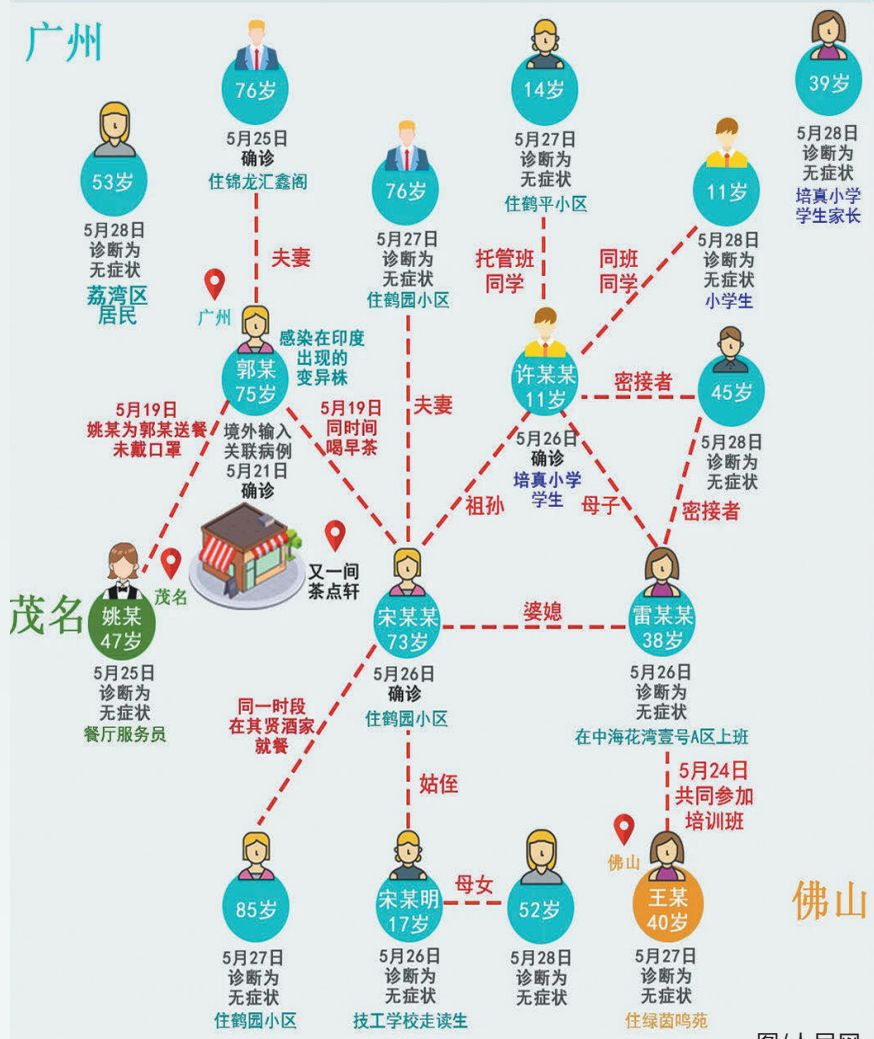 广州
76岁
5月25日
确诊
住锦龙汇鑫阁
夫妻
53岁
5月28日
诊断为
无症状
荔湾区
居民
广州
76岁
5月27日
诊断为
无症状
住鹤园小区
夫妻
14岁
5月27日
诊断为
无症状
住鹤平小区
托管班
同学
同班
同学
11岁
5月28日
诊断为
无症状
小学生
39岁
5月28日
诊断为
无症状
培真小学
学生家长
郭某
75岁
感染在印度
出现的
变异株
境外输入
关联病例
5月21日
确诊
5月19日
姚某为郭某送餐
未戴口罩
5月19日
同时间
喝早茶
许某某
11岁
5月26日
确诊
培真小学
学生
密接者
45岁
5月28日
诊断为
无症状
密接者
祖孙
母子
茂名
茂名
姚某
47岁
5月25日
诊断为
无症状
餐厅服务员
又一间
茶点轩
宋某某
73岁
5月26日
确诊
住鹤园小区
婆媳
雷某某
38岁
5月26日
诊断为
无症状
在中海花湾壹号A区上班
同一时段
在其贤酒家
就餐
姑侄
5月24日
共同参加
培训班
85岁
5月27日
诊断为
无症状
住鹤园小区
宋某明
17岁
5月26日
诊断为
无症状
技工学校走读生
母女
52岁
5月28日
诊断为
无症状
佛山
王某
40岁
5月27日
诊断为
无症状
住绿茵鸣苑
佛山
图/人民网